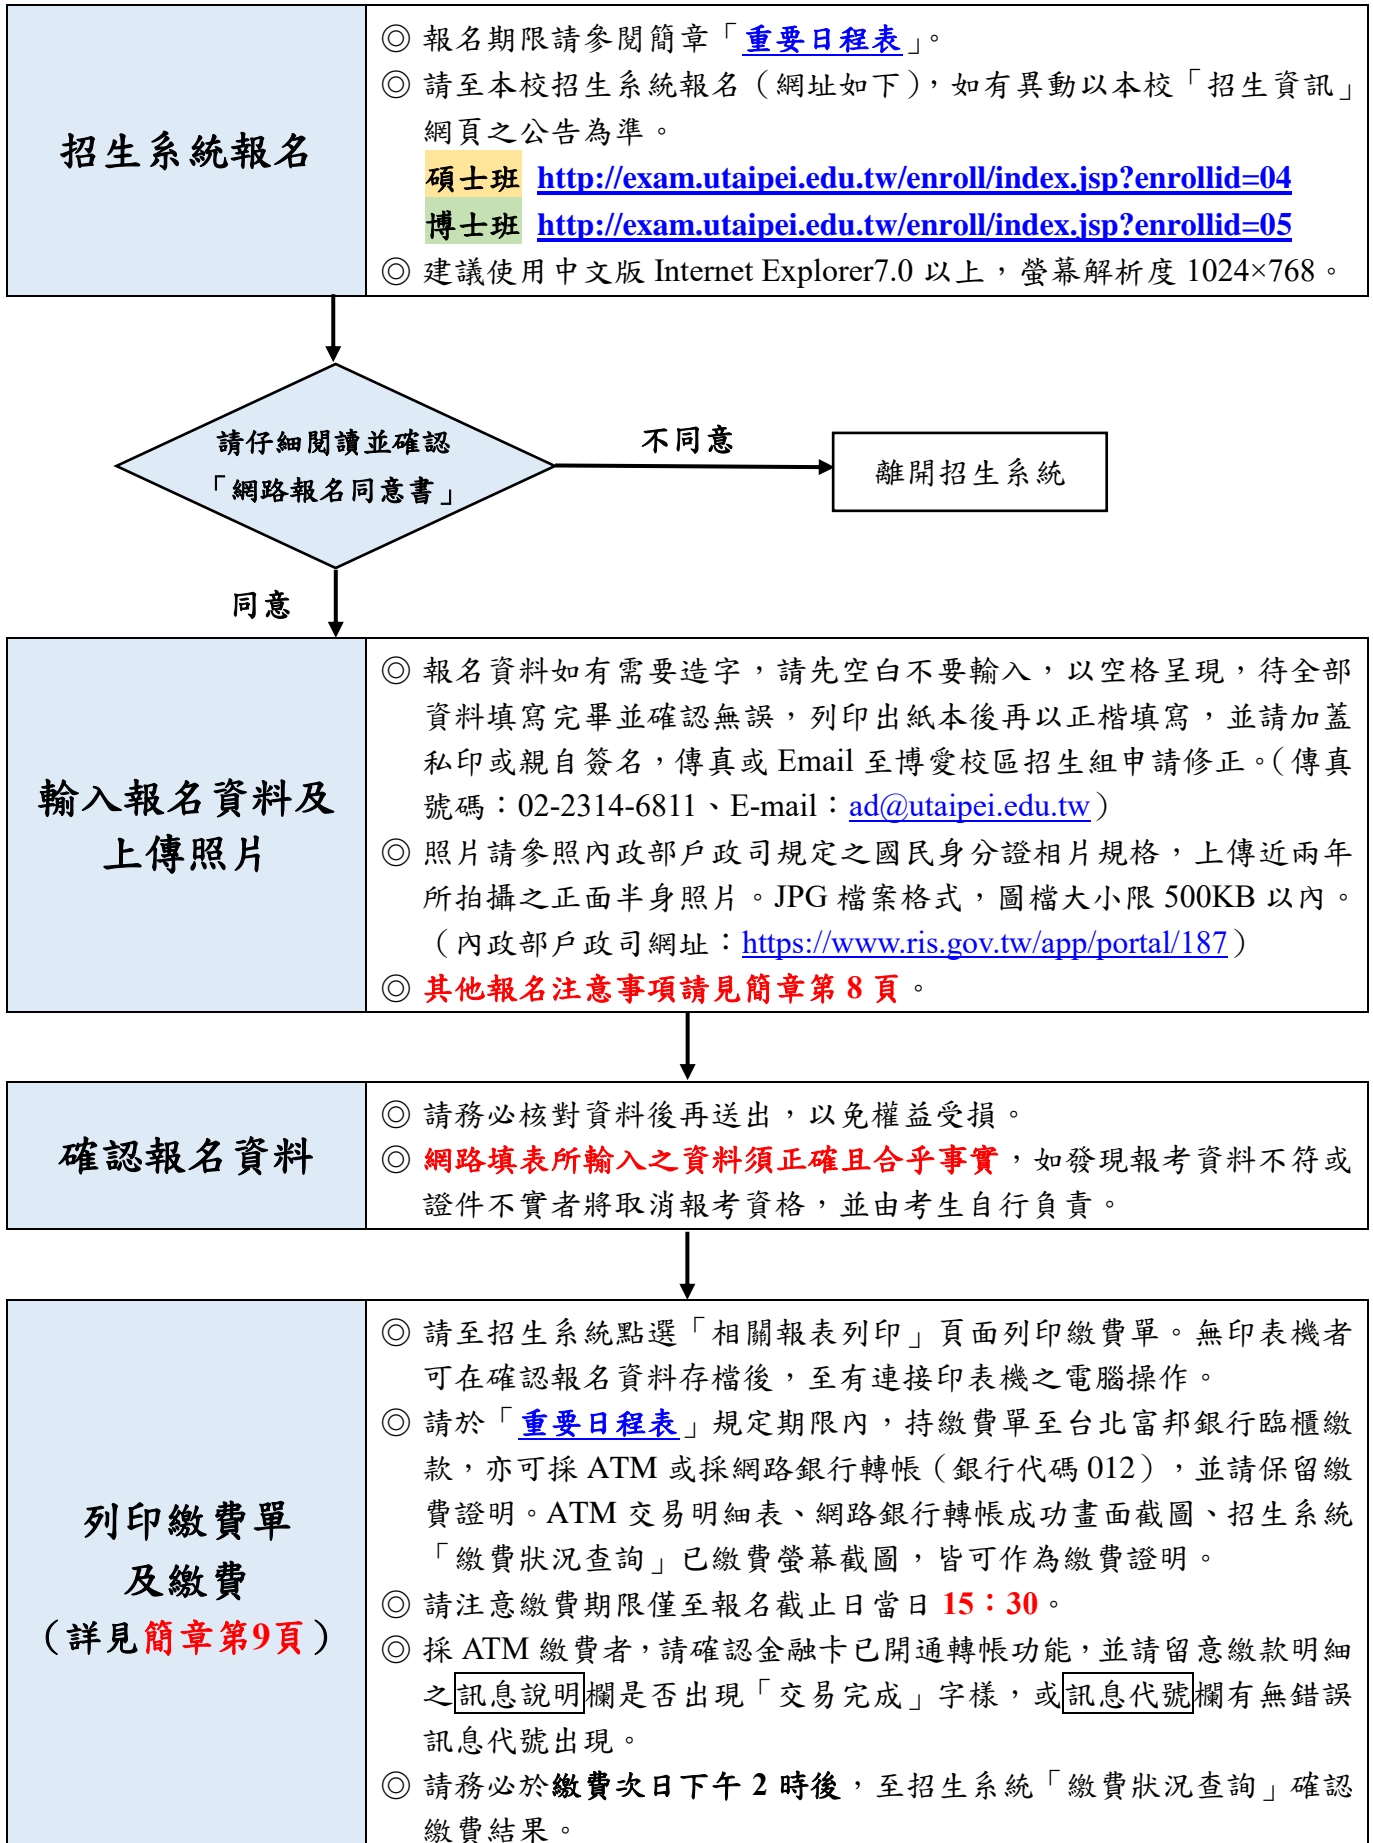 招生系統報名
◎ 報名期限請參閱簡章「重要日程表」。
◎ 請至本校招生系統報名（網址如下），如有異動以本校「招生資訊」
網頁之公告為準。
碩士班 http://exam.utaipei.edu.tw/enroll/index.jsp?enrollid=04
博士班 http://exam.utaipei.edu.tw/enroll/index.jsp?enrollid=05
◎ 建議使用中文版 Internet Explorer7.0 以上，螢幕解析度 1024×768。
請仔細閱讀並確認
「網路報名同意書」
不同意
離開招生系統
同意
輸入報名資料及
上傳照片
◎ 報名資料如有需要造字，請先空白不要輸入，以空格呈現，待全部
資料填寫完畢並確認無誤，列印出紙本後再以正楷填寫，並請加蓋
私印或親自簽名，傳真或 Email 至博愛校區招生組申請修正。（傳真
號碼：02-2314-6811、E-mail：ad@utaipei.edu.tw）
◎ 照片請參照內政部戶政司規定之國民身分證相片規格，上傳近兩年
所拍攝之正面半身照片。JPG 檔案格式，圖檔大小限 500KB 以內。
（內政部戶政司網址：https://www.ris.gov.tw/app/portal/187）
◎ 其他報名注意事項請見簡章第 8 頁。
確認報名資料
◎ 請務必核對資料後再送出，以免權益受損。
◎ 網路填表所輸入之資料須正確且合乎事實，如發現報考資料不符或
證件不實者將取消報考資格，並由考生自行負責。
列印繳費單
及繳費
（詳見簡章第9頁）
◎ 請至招生系統點選「相關報表列印」頁面列印繳費單。無印表機者
可在確認報名資料存檔後，至有連接印表機之電腦操作。
◎ 請於「重要日程表」規定期限內，持繳費單至台北富邦銀行臨櫃繳
款，亦可採 ATM 或採網路銀行轉帳（銀行代碼 012），並請保留繳
費證明。ATM 交易明細表、網路銀行轉帳成功畫面截圖、招生系統
「繳費狀況查詢」已繳費螢幕截圖，皆可作為繳費證明。
◎ 請注意繳費期限僅至報名截止日當日 15：30。
◎ 採 ATM 繳費者，請確認金融卡已開通轉帳功能，並請留意繳款明細
之訊息說明欄是否出現「交易完成」字樣，或訊息代號欄有無錯誤
訊息代號出現。
◎ 請務必於繳費次日下午 2 時後，至招生系統「繳費狀況查詢」確認
繳費結果。